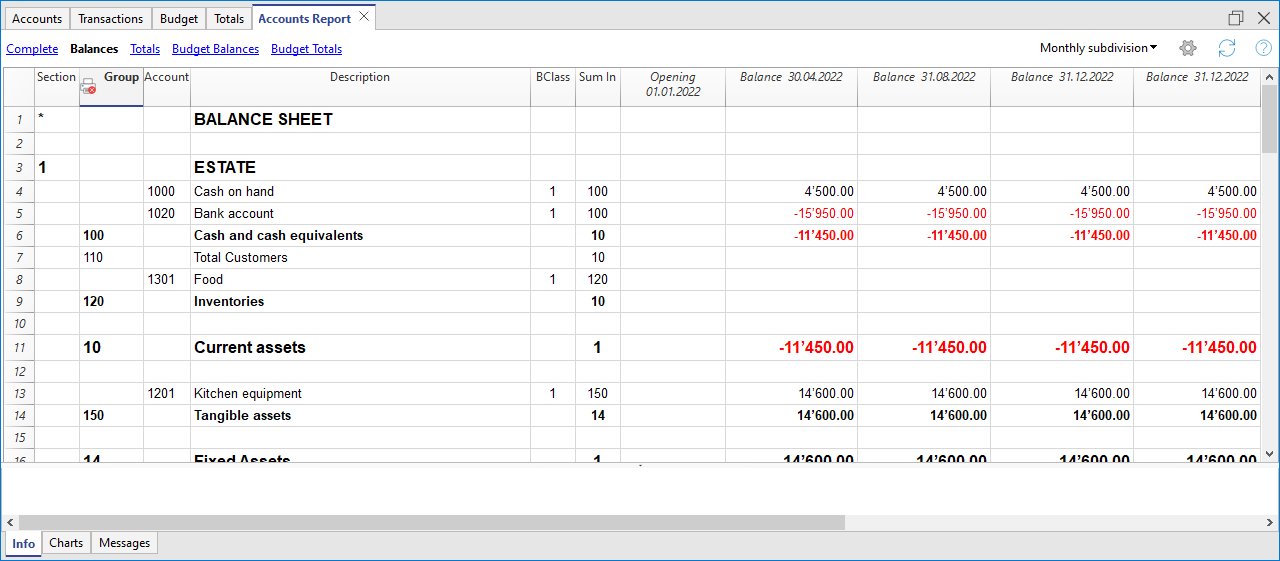 Accounts Transactions Budget Totals Accounts Report
Complete Balances Totals Budget Balances Budget Totals Monthly subdivision
Section Group Account Description BClass Sum In Opening Balance 30.04.2022 Balance 31.08.2022 Balance 31.12.2022 Balance 31.12.2022
01.01.2022
1 * BALANCE SHEET
2
3 1 ESTATE
4 1000 Cash on hand 1 100 4’500.00 4’500.00 4’500.00 4’500.00
5 1020 Bank account 1 100 -15’950.00 -15’950.00 -15’950.00 -15’950.00
6 100 Cash and cash equivalents 10 -11’450.00 -11’450.00 -11’450.00 -11’450.00
7 110 Total Customers 10
8 1301 Food 1 120
9 120 Inventories 10
10
11 10 Current assets 1 -11’450.00 -11’450.00 -11’450.00 -11’450.00
12
13 1201 Kitchen equipment 1 150 14’600.00 14’600.00 14’600.00 14’600.00
14 150 Tangible assets 14 14’600.00 14’600.00 14’600.00 14’600.00
15
16 14 Fixed Assets 1 14’600.00 14’600.00 14’600.00 14’600.00
Info Charts Messages